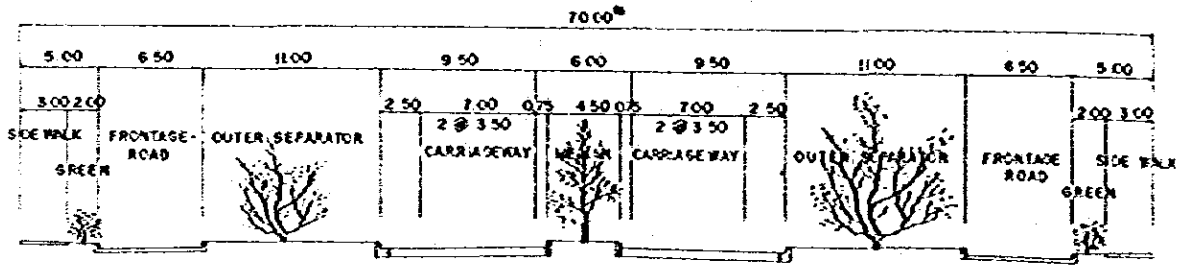 70.00*
5.00 6.50 11.00 9.50 6.00 9.50 11.00 6.50 5.00
3.00 2.00 2.50 7.00 0.75 4.50 0.75 7.00 2.50 2.00 3.00
2 @ 3.50 2 @ 3.50
SIDE WALK FRONTAGE- OUTER SEPARATOR CARRIAGEWAY MEDIAN CARRIAGE WAY OUTER SEPARATOR FRONTAGE SIDE WALK
ROAD ROAD
GREEN GREEN